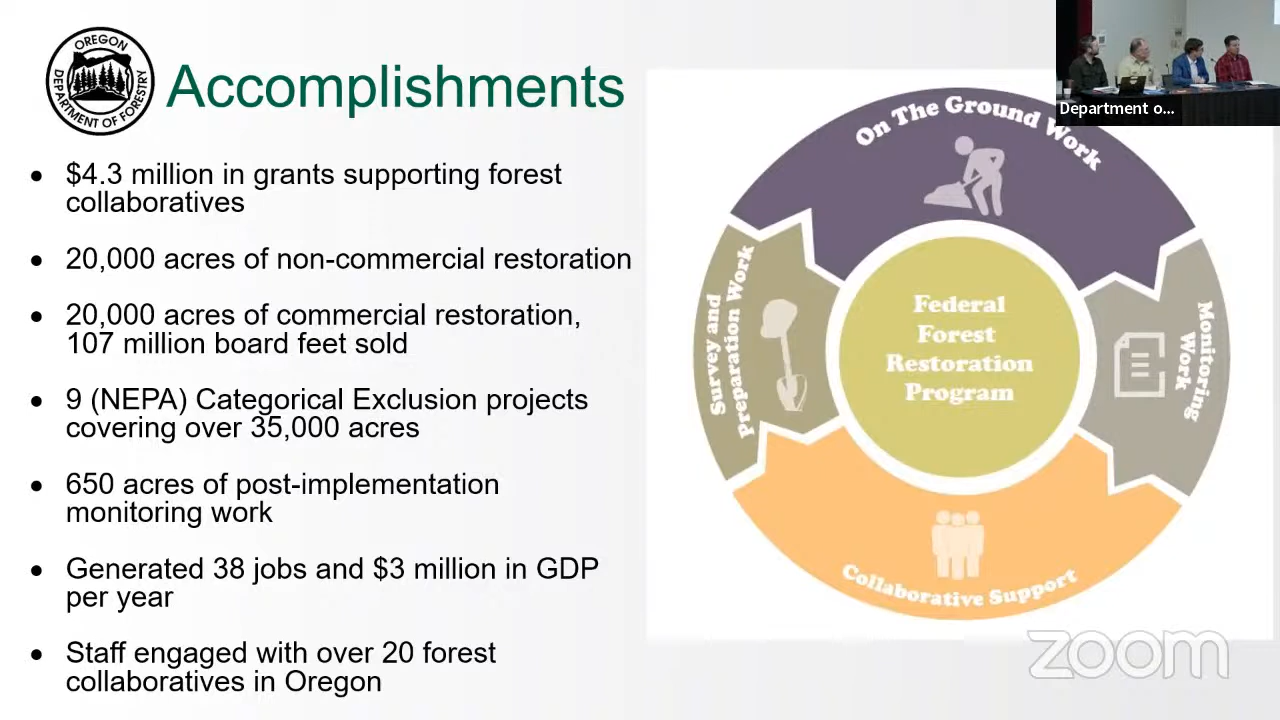 OREGON
DEPARTMENT OF FORESTRY
Accomplishments
• $4.3 million in grants supporting forest
collaboratives
• 20,000 acres of non-commercial restoration
• 20,000 acres of commercial restoration,
107 million board feet sold
• 9 (NEPA) Categorical Exclusion projects
covering over 35,000 acres
• 650 acres of post-implementation
monitoring work
• Generated 38 jobs and $3 million in GDP
per year
• Staff engaged with over 20 forest
collaboratives in Oregon
On The Ground Work
Survey and
Preparation Work
Federal
Forest
Restoration
Program
Monitoring
Work
Collaborative Support
Department o...
zoom